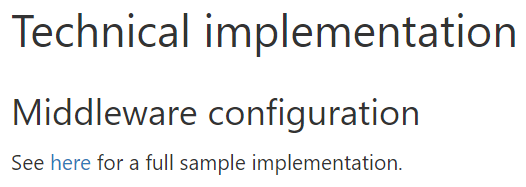 Technical implementation
Middleware configuration
See here for a full sample implementation.